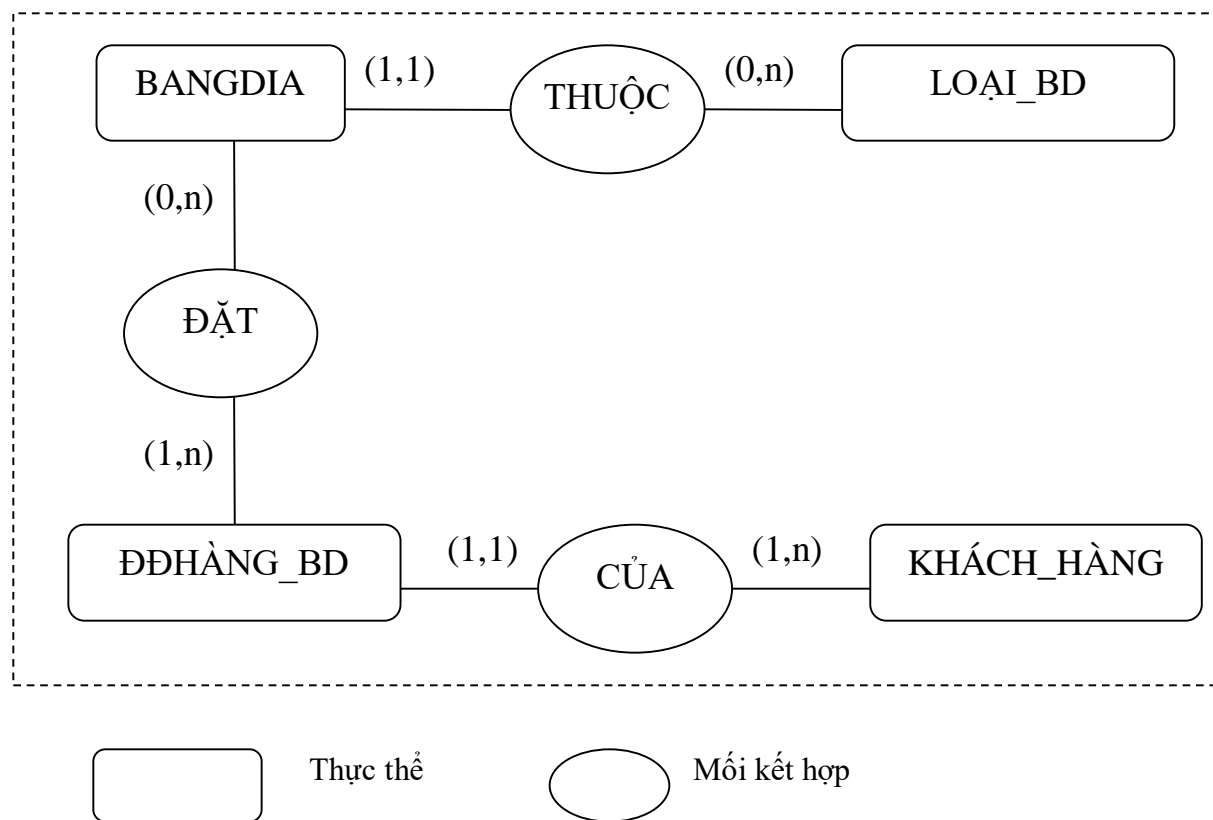 BANGDIA (1,1) THUỘC (0,n) LOẠI_BD
(0,n)
ĐẶT
(1,n)
ĐĐHÀNG_BD (1,1) CỦA (1,n) KHÁCH_HÀNG
Thực thể Mối kết hợp